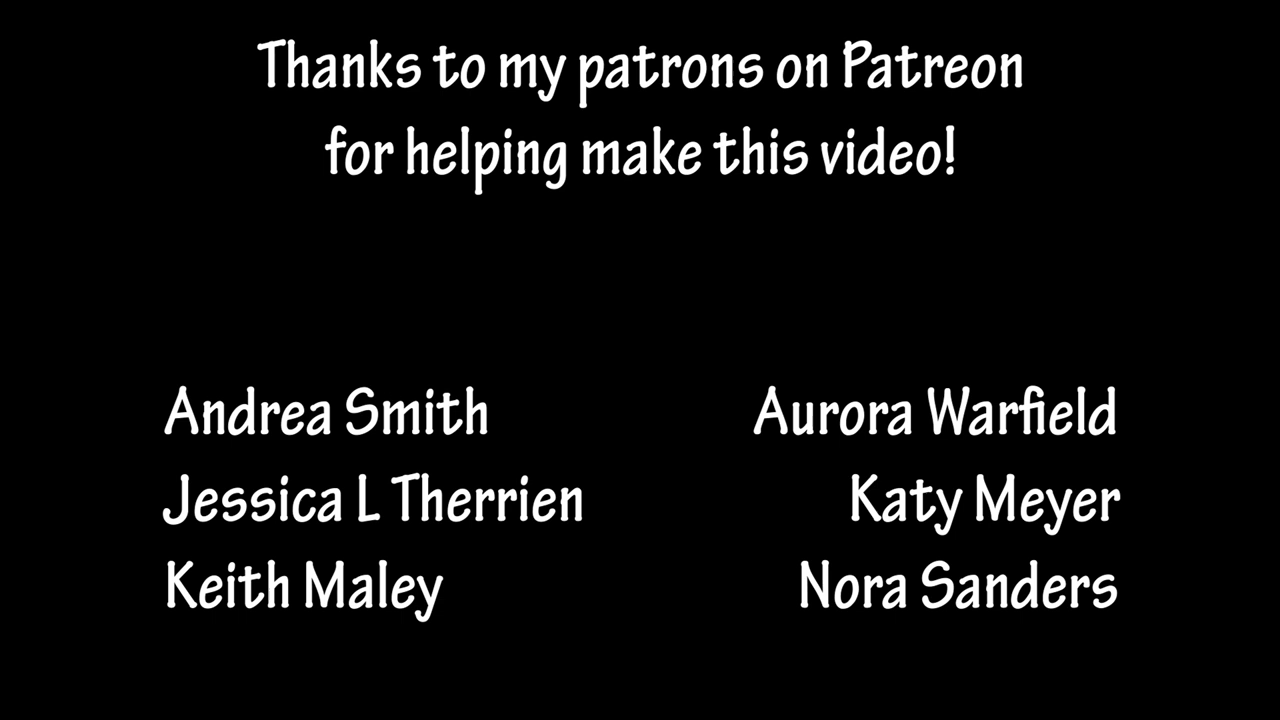 Thanks to my patrons on Patreon
for helping make this video!
Andrea Smith
Aurora Warfield
Jessica L Therrien
Katy Meyer
Keith Maley
Nora Sanders